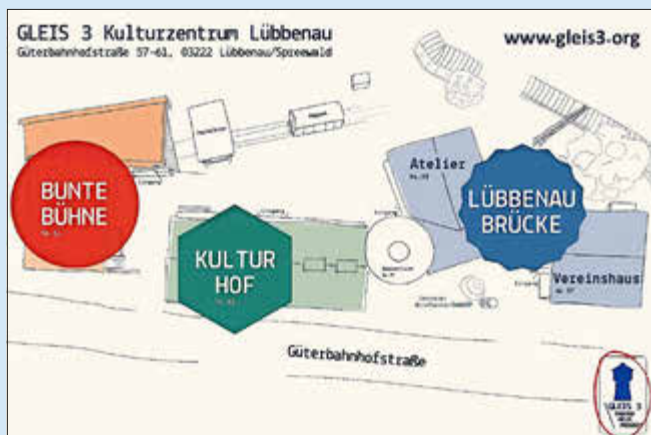 GLEIS 3 Kulturzentrum Lübbenau
Güterbahnhofstraße 57-61, 03222 Lübbenau/Spreewald
www.gleis3.org
BUNTE
BÜHNE
Atelier
LÜBBENAU
BRÜCKE
KULTUR
HOF
Vereinshaus
Güterbahnhofstraße
GLEIS 3